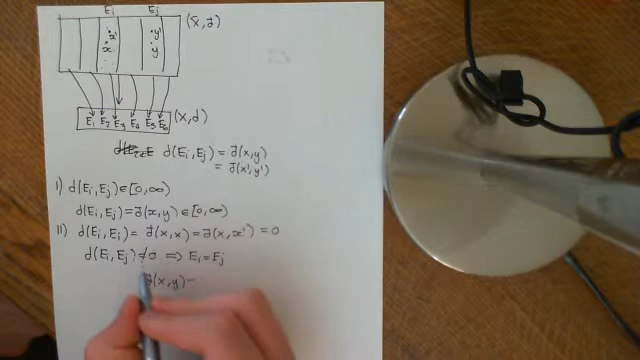 Ei Ej
(x̃, d̃)
x x' y' y
E1 E2 E3 E4 E5 E6 (X, d)
d(Ei, Ej) = d̃(x,y)
= d̃(x',y')
I) d(Ei, Ej) ∈ [0, ∞)
d(Ei, Ej) = d̃(x,y) ∈ [0, ∞)
II) d(Ei, Ei) = d̃(x,x) = d̃(x,x') = 0
d(Ei, Ej) = 0 ⇒ Ei = Ej
d̃(x,y) =